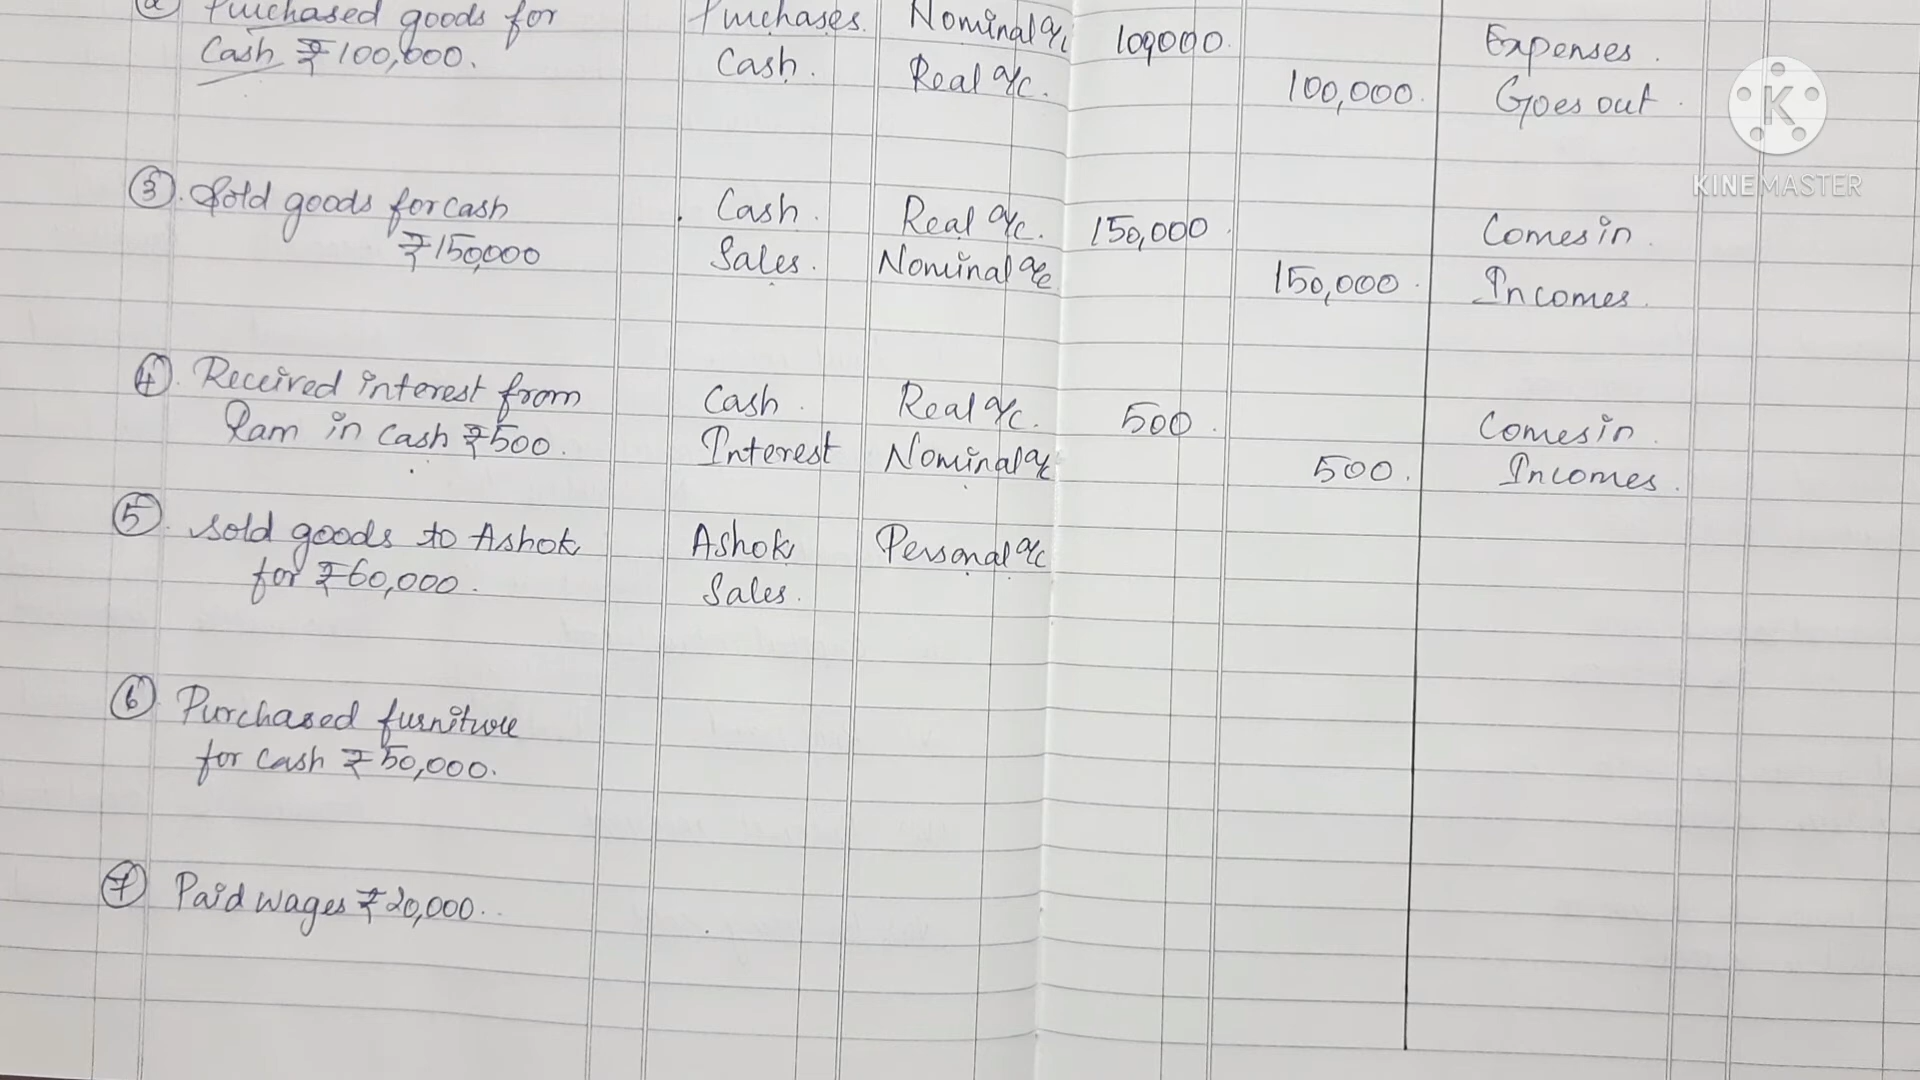 ② Purchased goods for Purchases. Nominal a/c 100000. Expenses.
Cash ₹100,000. Cash. Real a/c. 100,000. Goes out.
③. Sold goods for cash Cash. Real a/c. 150,000. Comes in.
₹150,000 Sales. Nominal a/c 150,000. Incomes.
④. Received interest from Cash. Real a/c. 500. Comes in.
Ram in cash ₹500. Interest Nominal a/c 500. Incomes.
⑤. sold goods to Ashok Ashok Personal a/c
for ₹60,000. Sales.
⑥ Purchased furniture
for cash ₹50,000.
⑦ Paid wages ₹20,000..
K
KINEMASTER